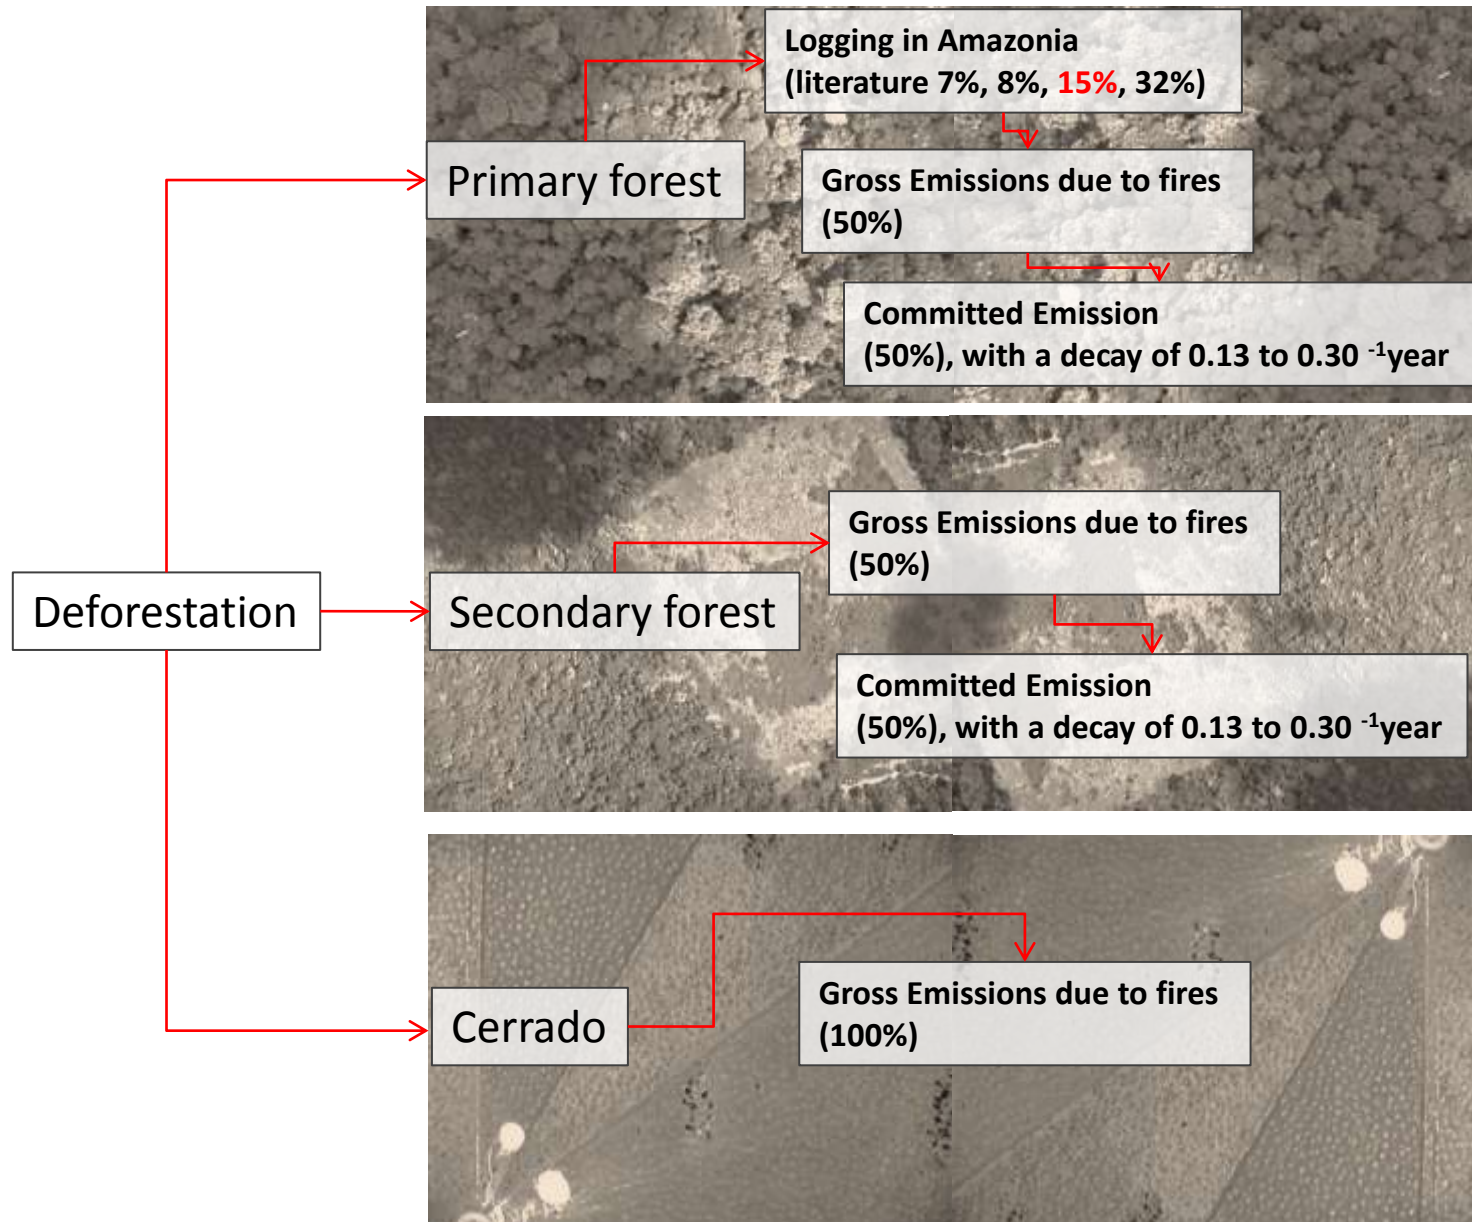 Logging in Amazonia
(literature 7%, 8%, 15%, 32%)
Primary forest
Gross Emissions due to fires
(50%)
Committed Emission
(50%), with a decay of 0.13 to 0.30 ⁻¹year
Gross Emissions due to fires
(50%)
Deforestation
Secondary forest
Committed Emission
(50%), with a decay of 0.13 to 0.30 ⁻¹year
Cerrado
Gross Emissions due to fires
(100%)